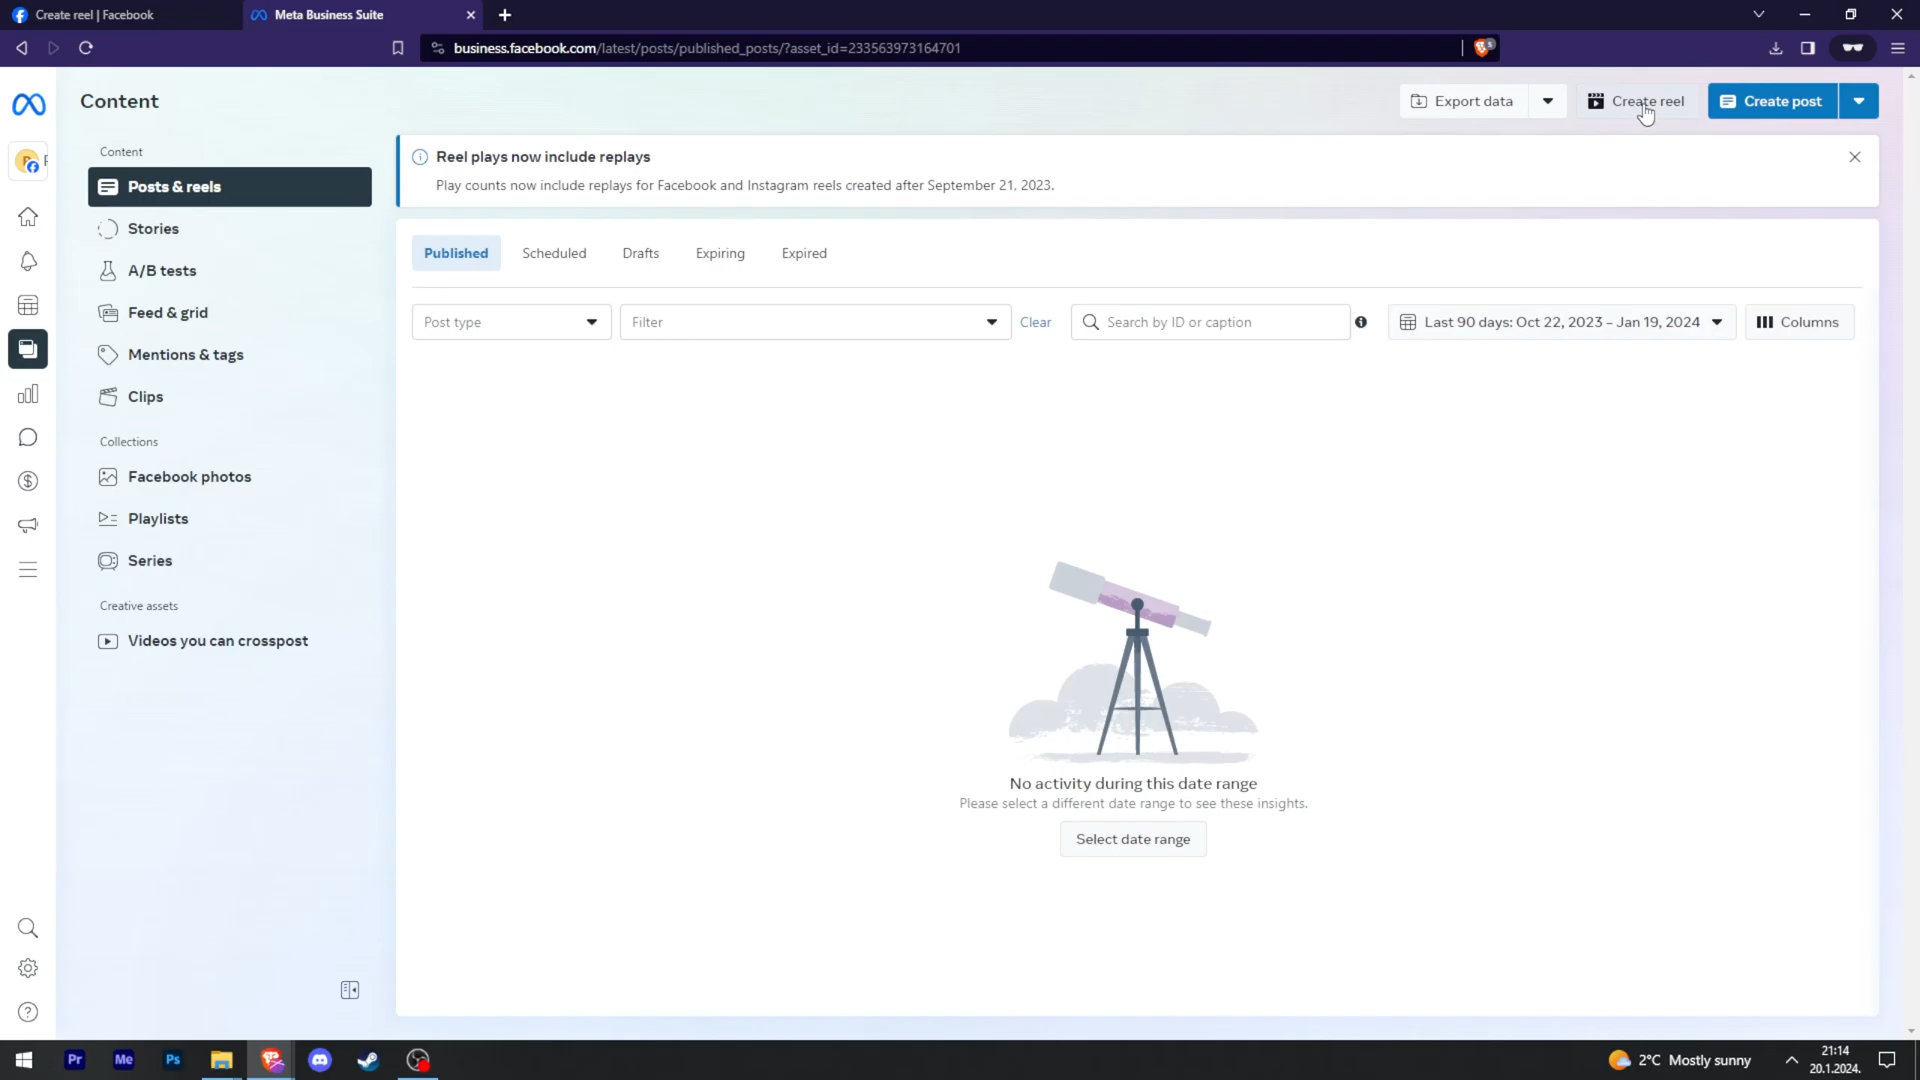 Create reel | Facebook
Meta Business Suite
business.facebook.com/latest/posts/published_posts/?asset_id=233563973164701
5
Content
Export data
Create reel
Create post
Content
Posts & reels
Stories
A/B tests
Feed & grid
Mentions & tags
Clips
Collections
Facebook photos
Playlists
Series
Creative assets
Videos you can crosspost
Reel plays now include replays
Play counts now include replays for Facebook and Instagram reels created after September 21, 2023.
Published Scheduled Drafts Expiring Expired
Post type
Filter
Clear
Search by ID or caption
Last 90 days: Oct 22, 2023 – Jan 19, 2024
Columns
No activity during this date range
Please select a different date range to see these insights.
Select date range
Pr
Me
Ps
2°C Mostly sunny
21:14
20.1.2024.